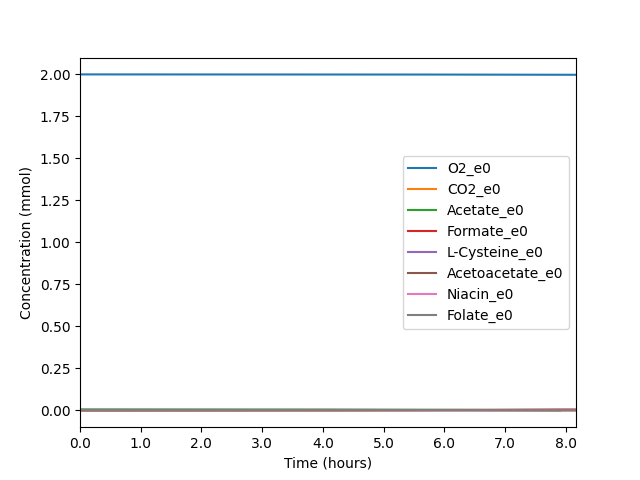 2.00
1.75
1.50
1.25
1.00
0.75
0.50
0.25
0.00
Concentration (mmol)
O2_e0
CO2_e0
Acetate_e0
Formate_e0
L-Cysteine_e0
Acetoacetate_e0
Niacin_e0
Folate_e0
0.0 1.0 2.0 3.0 4.0 5.0 6.0 7.0 8.0
Time (hours)